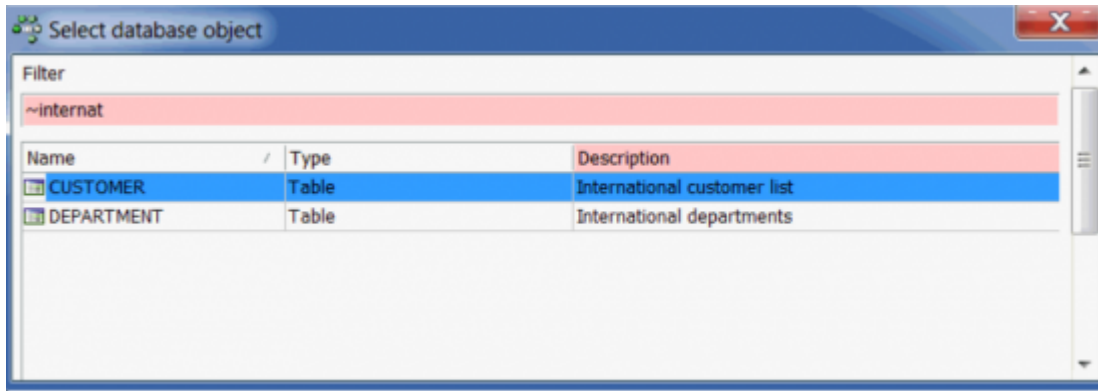 Select database object
Filter
~internat
Name / Type Description
CUSTOMER Table International customer list
DEPARTMENT Table International departments